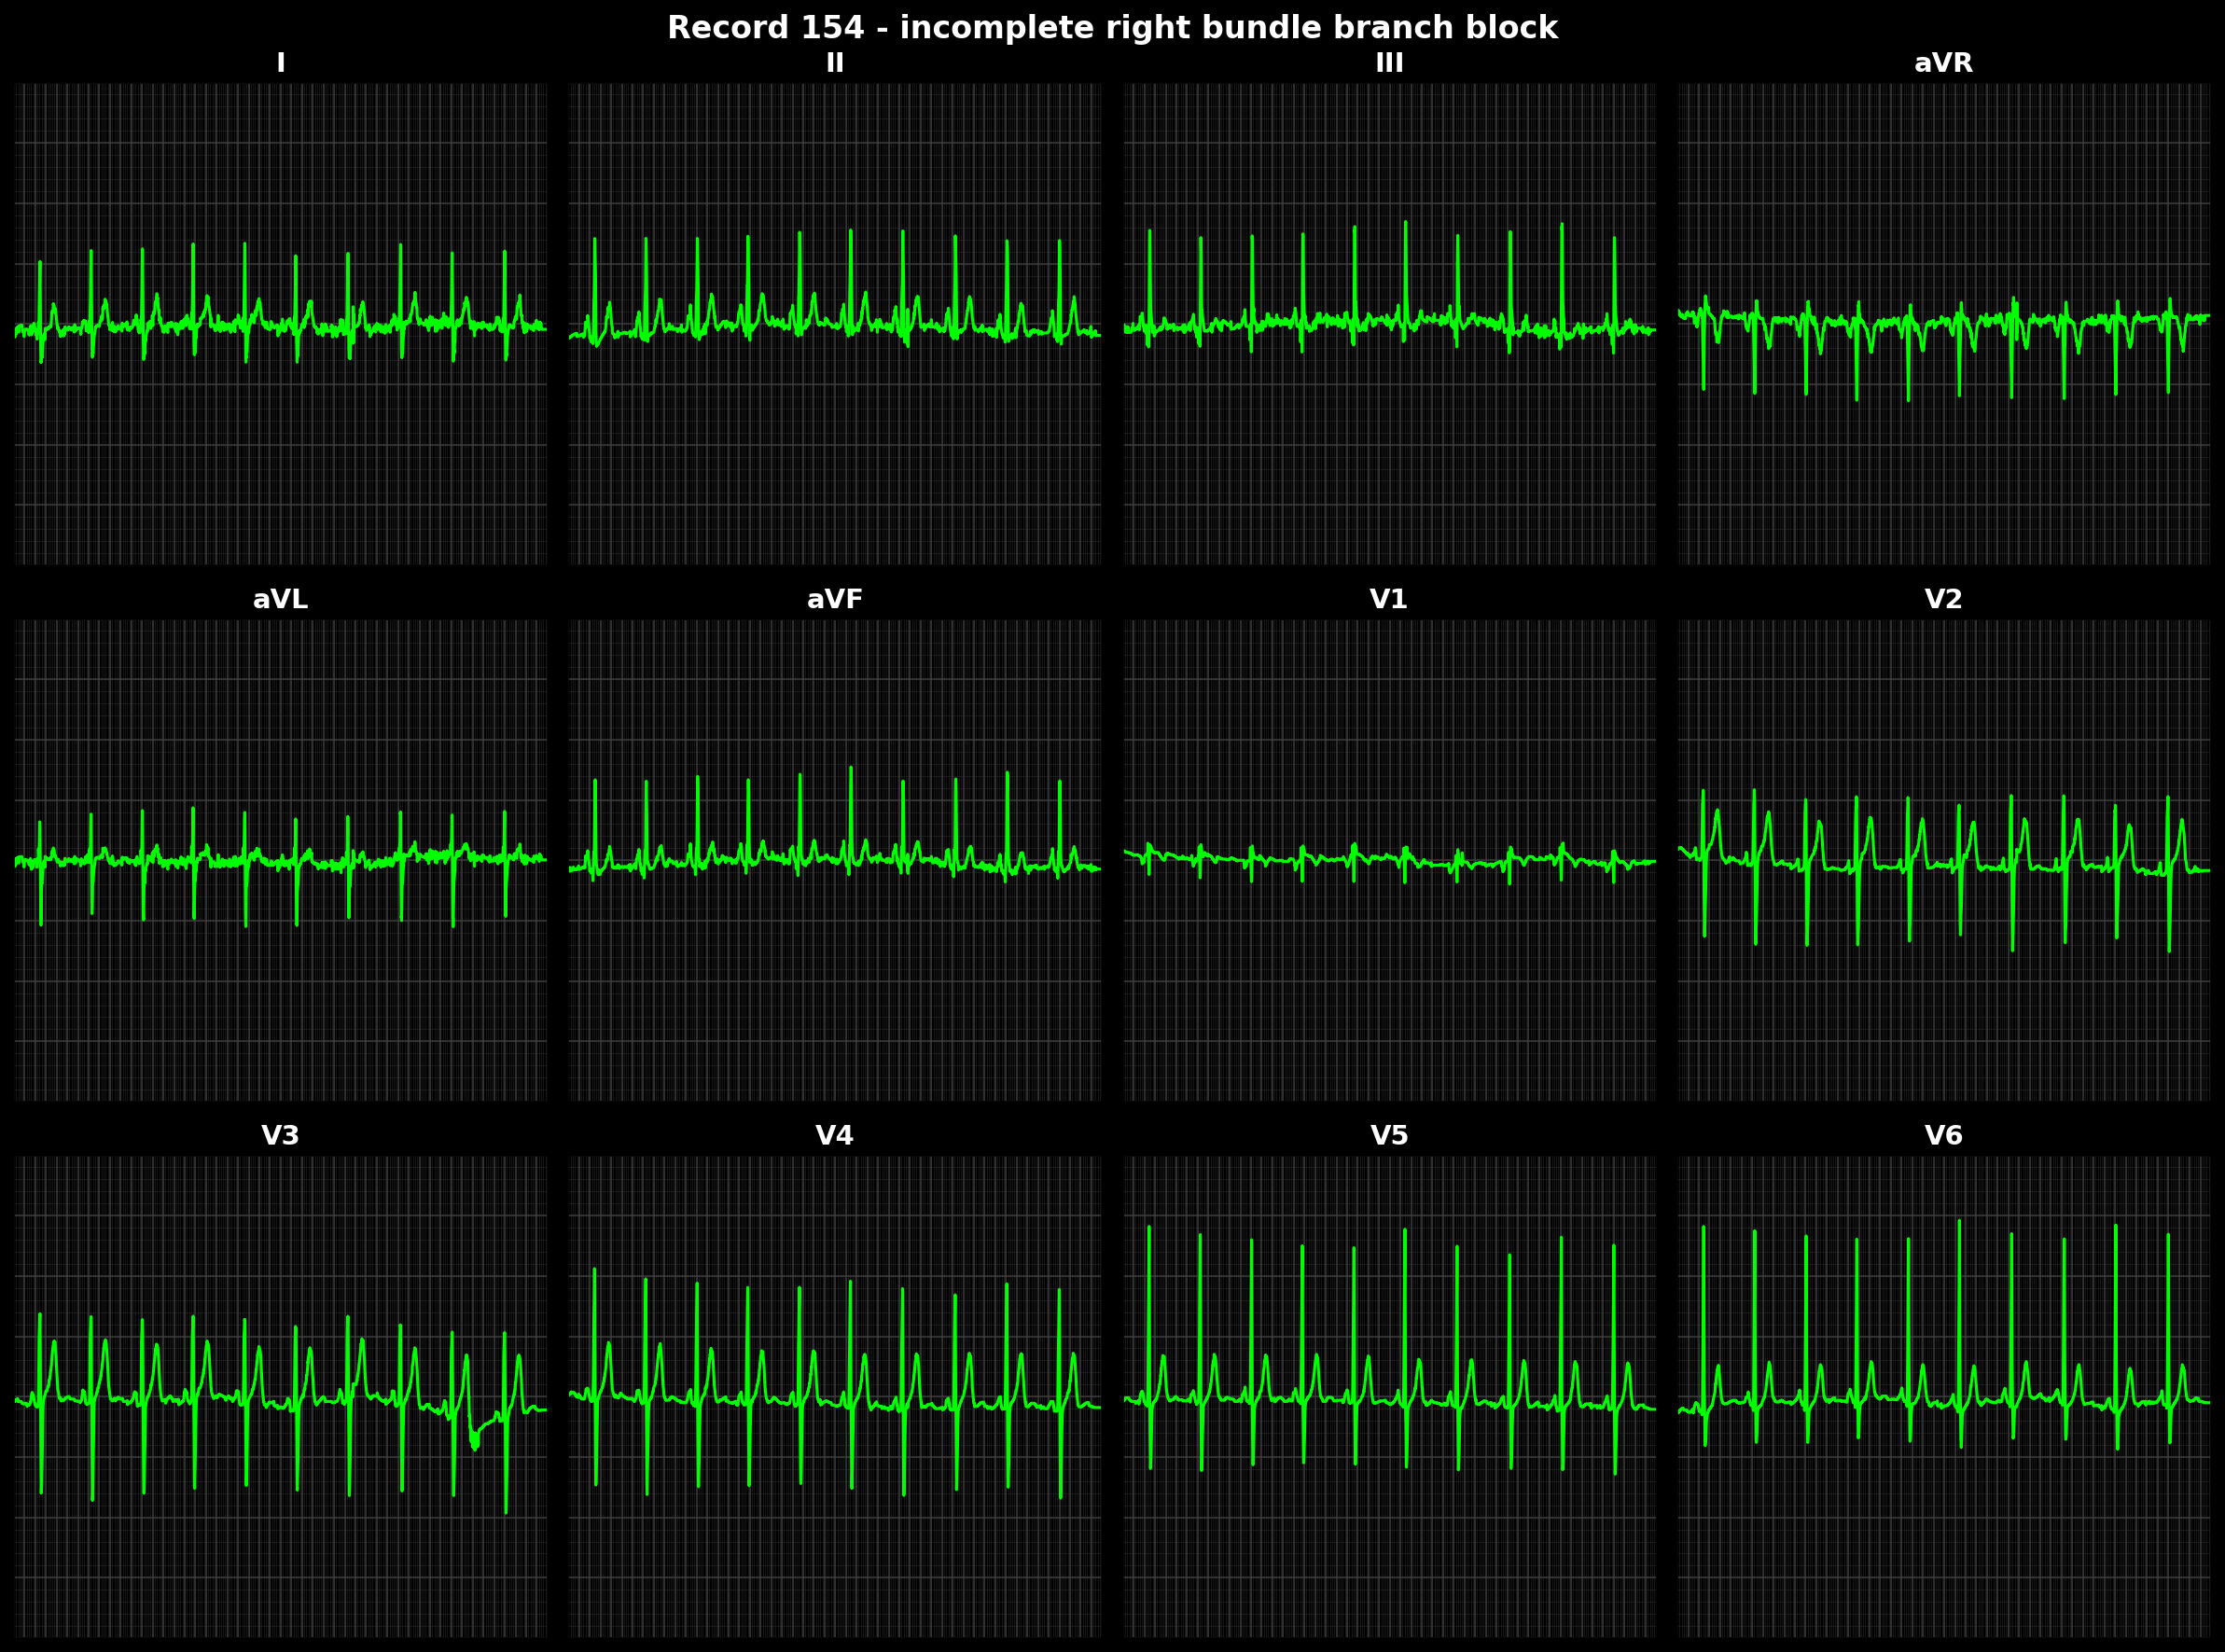 Record 154 - incomplete right bundle branch block
I II III aVR
aVL aVF V1 V2
V3 V4 V5 V6